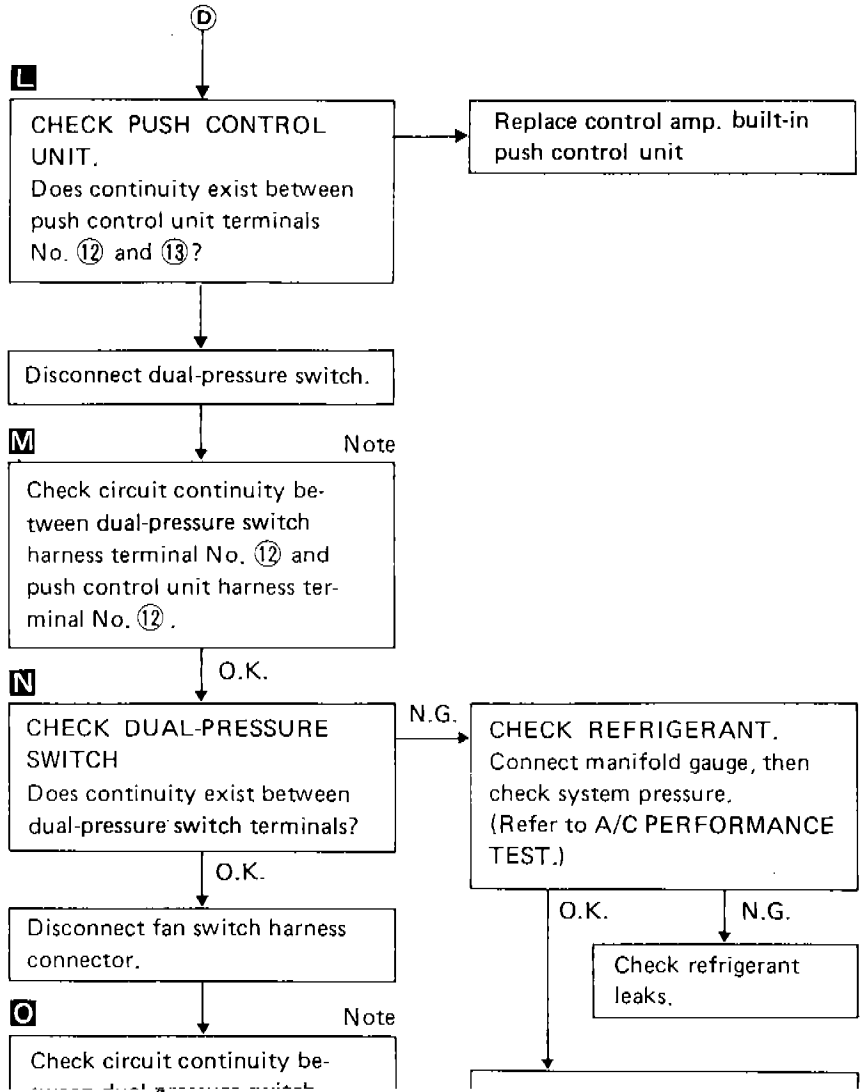 Ⓓ
L
CHECK PUSH CONTROL
UNIT.
Does continuity exist between
push control unit terminals
No. ⑫ and ⑬?
Replace control amp. built-in
push control unit
Disconnect dual-pressure switch.
M
Note
Check circuit continuity be-
tween dual-pressure switch
harness terminal No. ⑫ and
push control unit harness ter-
minal No. ⑫.
O.K.
N
CHECK DUAL-PRESSURE
SWITCH
Does continuity exist between
dual-pressure switch terminals?
N.G.
CHECK REFRIGERANT.
Connect manifold gauge, then
check system pressure.
(Refer to A/C PERFORMANCE
TEST.)
O.K.
Disconnect fan switch harness
connector.
O.K.
N.G.
Check refrigerant
leaks.
O
Note
Check circuit continuity be-
tween dual-pressure switch